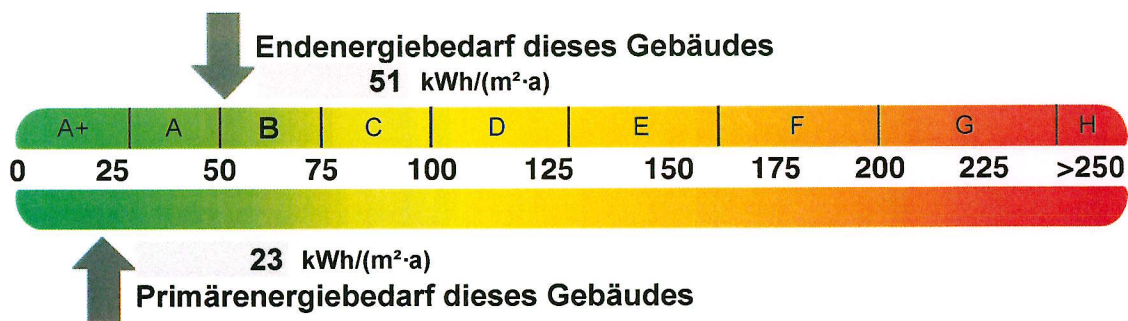 Endenergiebedarf dieses Gebäudes
51 kWh/(m²·a)
A+ A B C D E F G H
0 25 50 75 100 125 150 175 200 225 >250
23 kWh/(m²·a)
Primärenergiebedarf dieses Gebäudes